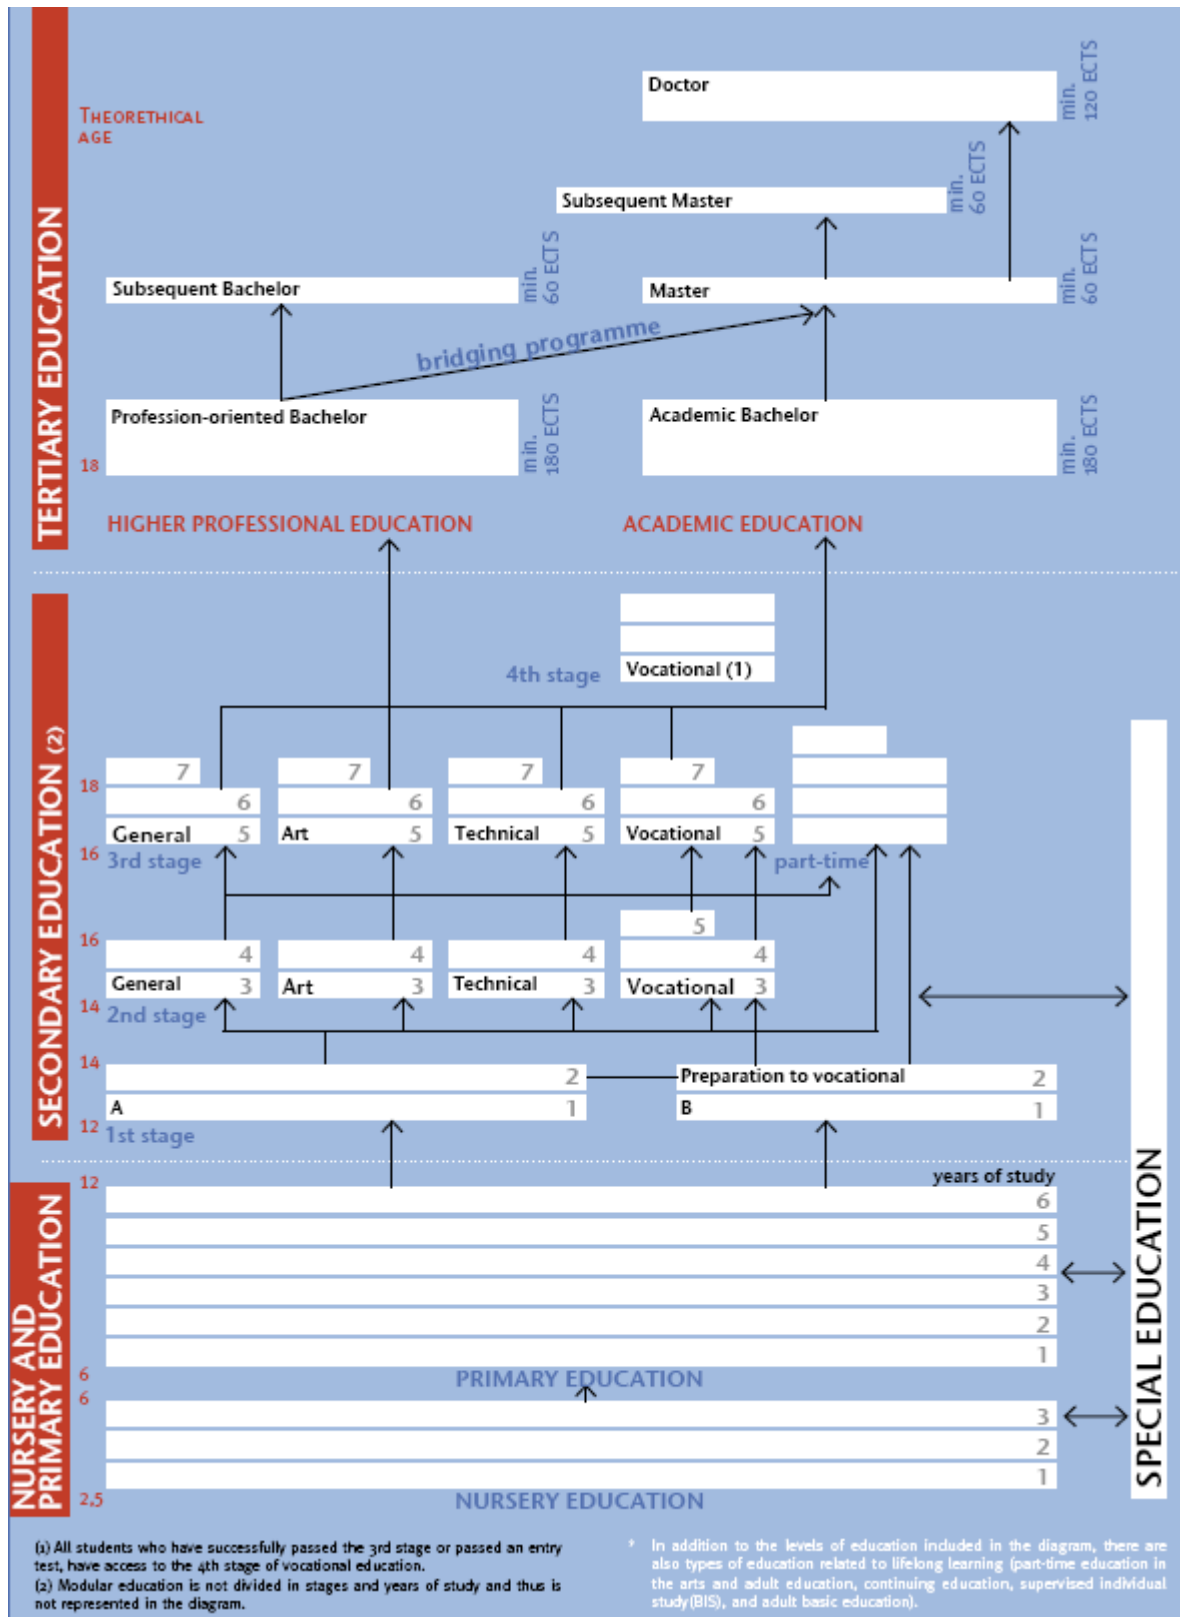 TERTIARY EDUCATION
THEORETHICAL
AGE
Doctor
min.
120 ECTS
Subsequent Master
min.
60 ECTS
Subsequent Bachelor
min.
60 ECTS
Master
min.
60 ECTS
bridging programme
Profession-oriented Bachelor
min.
180 ECTS
Academic Bachelor
min.
180 ECTS
18
HIGHER PROFESSIONAL EDUCATION
ACADEMIC EDUCATION
SECONDARY EDUCATION (2)
4th stage
Vocational (1)
7 7 7 7
18
6 6 6 6
General 5 Art 5 Technical 5 Vocational 5
16
3rd stage
part-time
5
16
4 4 4 4
General 3 Art 3 Technical 3 Vocational 3
14
2nd stage
14
2 Preparation to vocational 2
A 1 B 1
12
1st stage
NURSERY AND
PRIMARY EDUCATION
12
years of study
6
5
4
3
2
1
6
PRIMARY EDUCATION
6
3
2
1
2,5
NURSERY EDUCATION
SPECIAL EDUCATION
(1) All students who have successfully passed the 3rd stage or passed an entry
test, have access to the 4th stage of vocational education.
(2) Modular education is not divided in stages and years of study and thus is
not represented in the diagram.
* In addition to the levels of education included in the diagram, there are
also types of education related to lifelong learning (part-time education in
the arts and adult education, continuing education, supervised individual
study(BIS), and adult basic education).